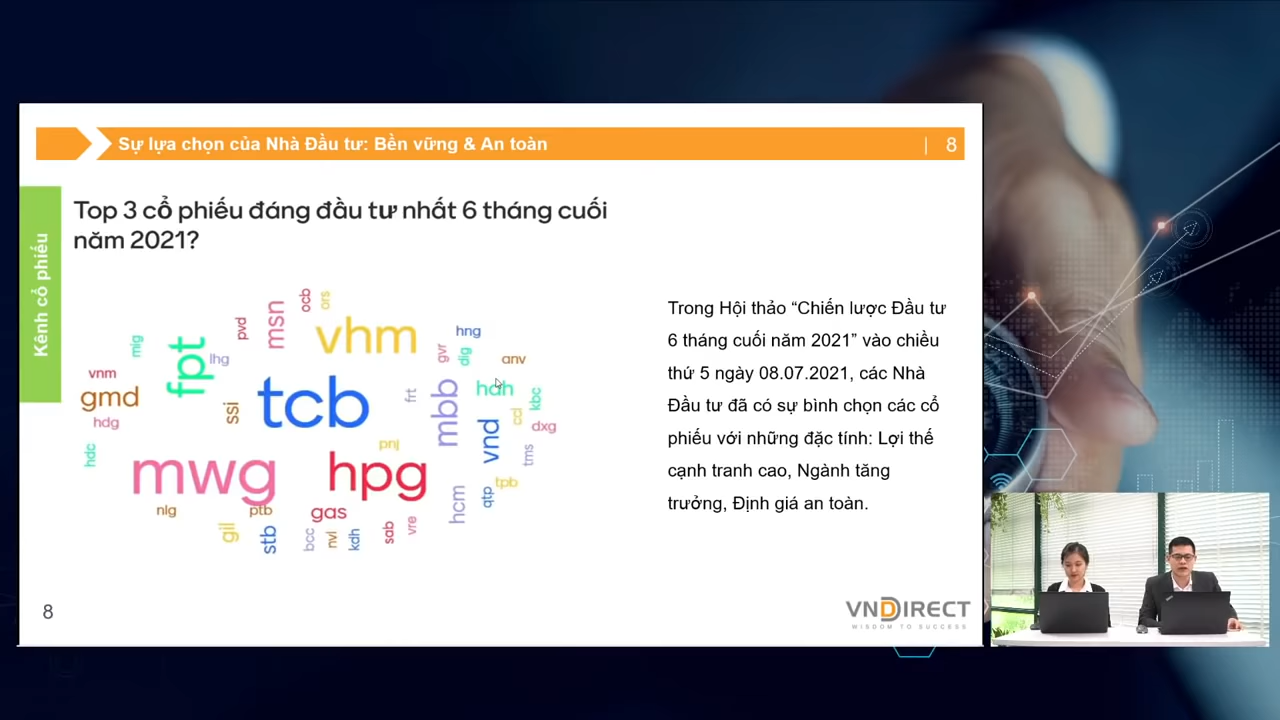 Sự lựa chọn của Nhà Đầu tư: Bền vững & An toàn
| 8
Kênh cổ phiếu
Top 3 cổ phiếu đáng đầu tư nhất 6 tháng cuối
năm 2021?
ocb
ors
msn
pvd
vhm
hng
mig
fpt
lhg
gvr
dig
anv
vnm
gmd
tcb
frt
mbb
kbc
hdg
ssi
vnd
dxg
hdc
pnj
tms
mwg
hpg
hcm
qtp
tpb
nlg
ptb
gas
gil
stb
bcc
nvl
kdh
sab
vre
Trong Hội thảo “Chiến lược Đầu tư
6 tháng cuối năm 2021” vào chiều
thứ 5 ngày 08.07.2021, các Nhà
Đầu tư đã có sự bình chọn các cổ
phiếu với những đặc tính: Lợi thế
cạnh tranh cao, Ngành tăng
trưởng, Định giá an toàn.
8
VNDIRECT
WISDOM TO SUCCESS